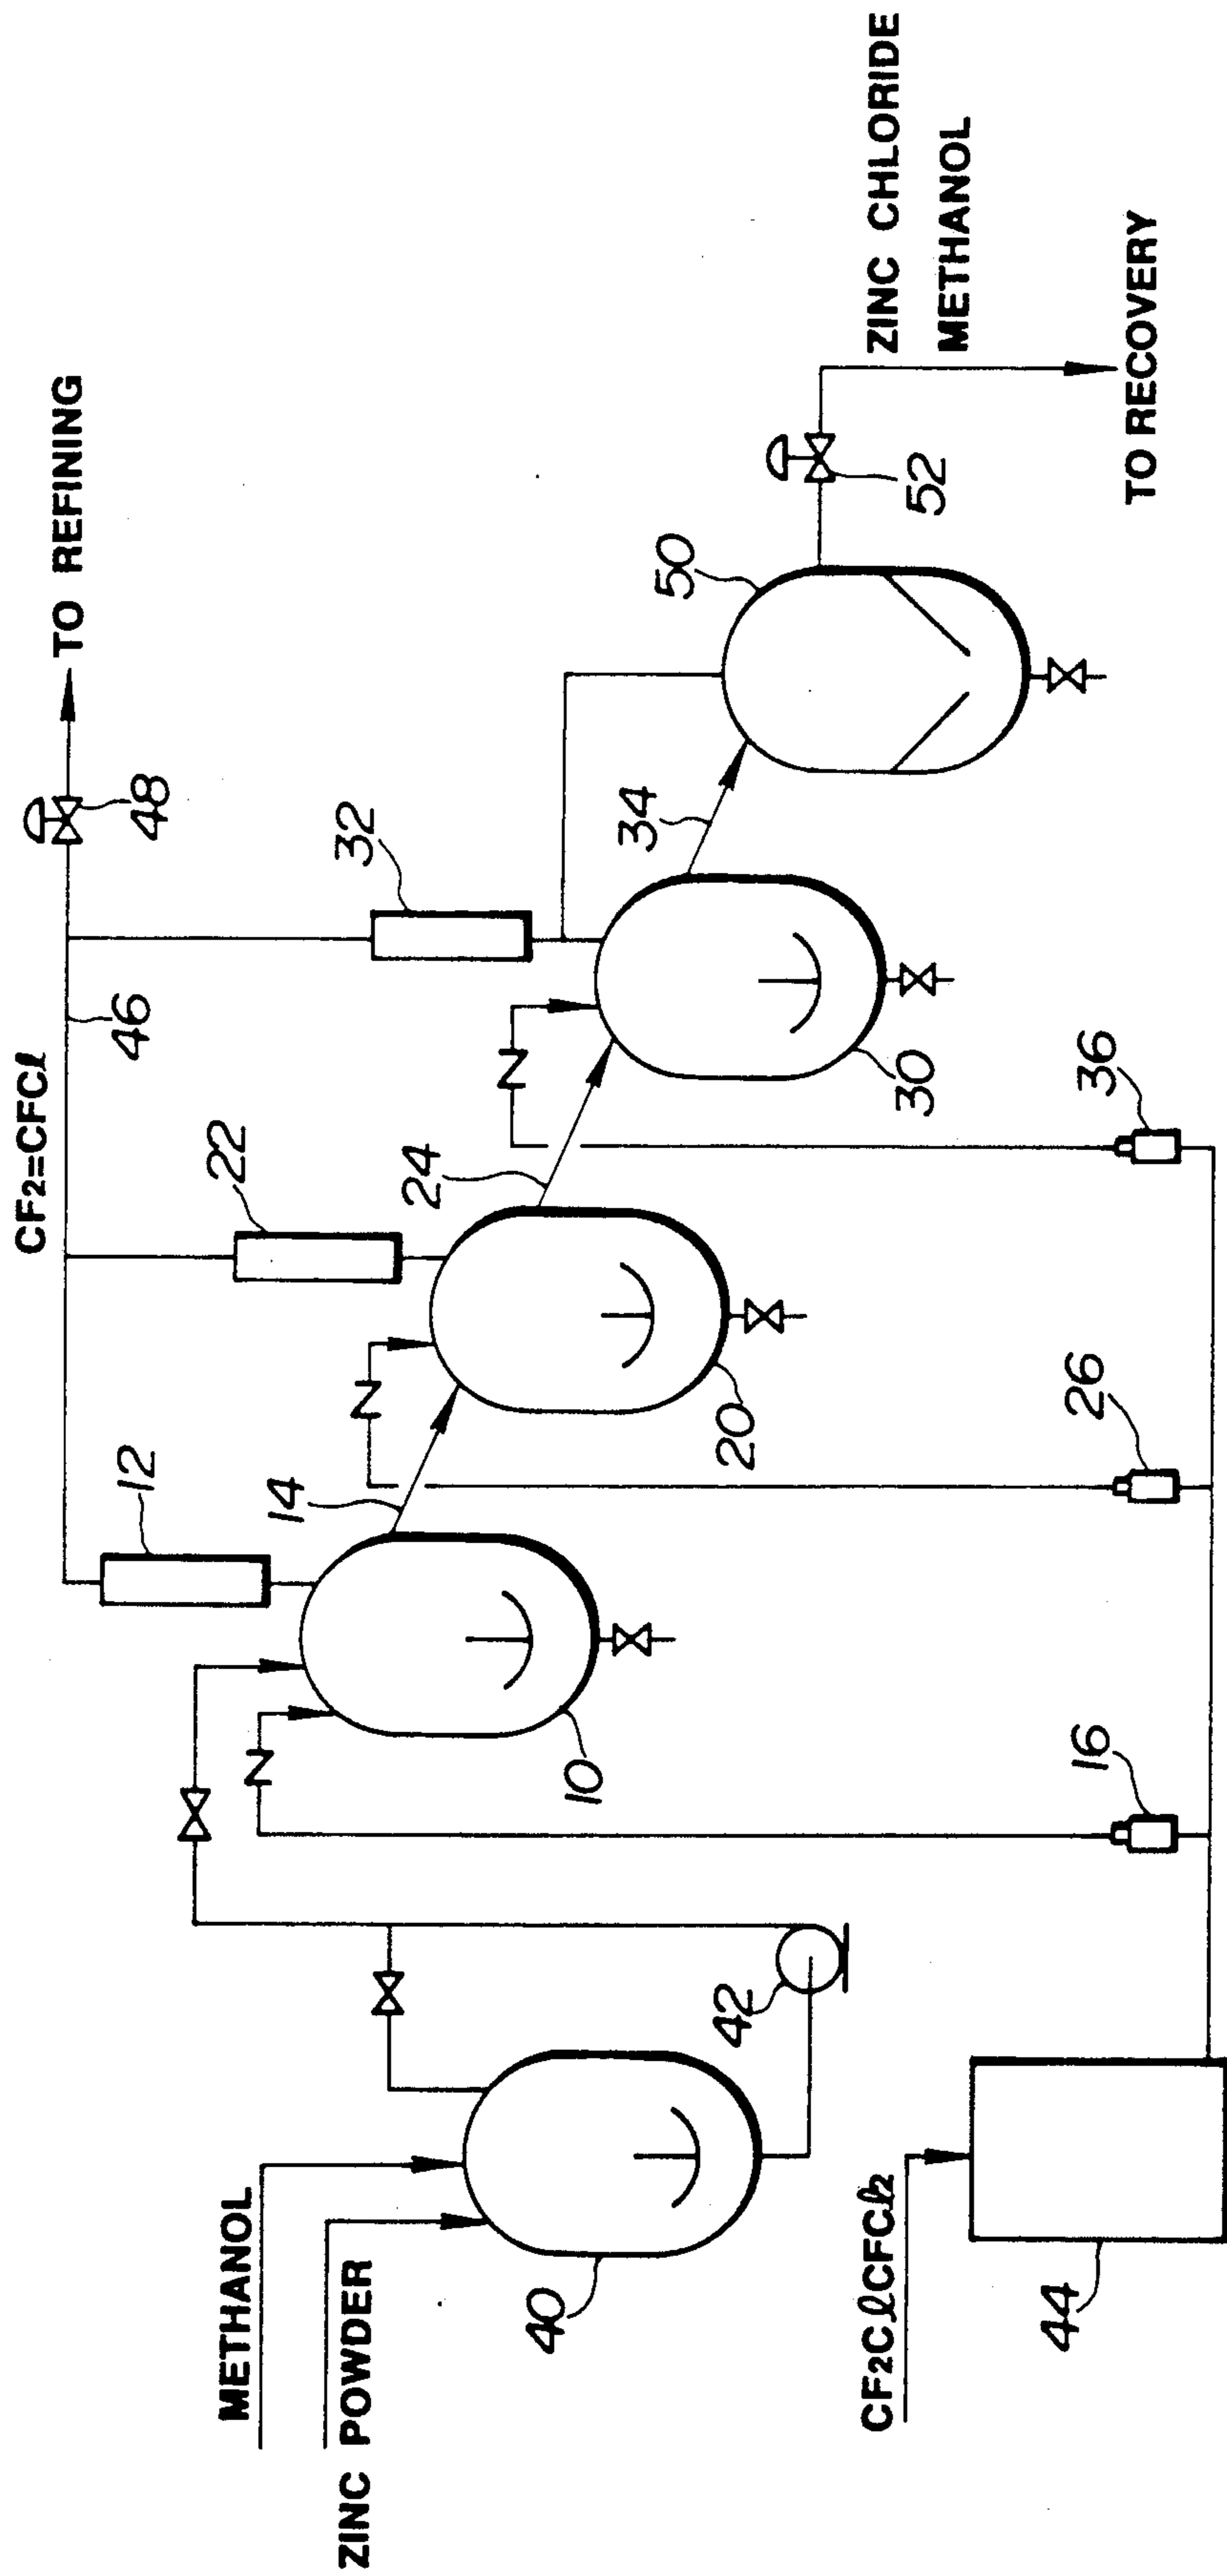 TO REFINING
CF2=CFCℓ
46
48
12
22
32
14
24
34
50
ZINC CHLORIDE
METHANOL
52
TO RECOVERY
METHANOL
ZINC POWDER
40
42
10
20
30
CF2CℓCFCℓ2
44
16
26
36